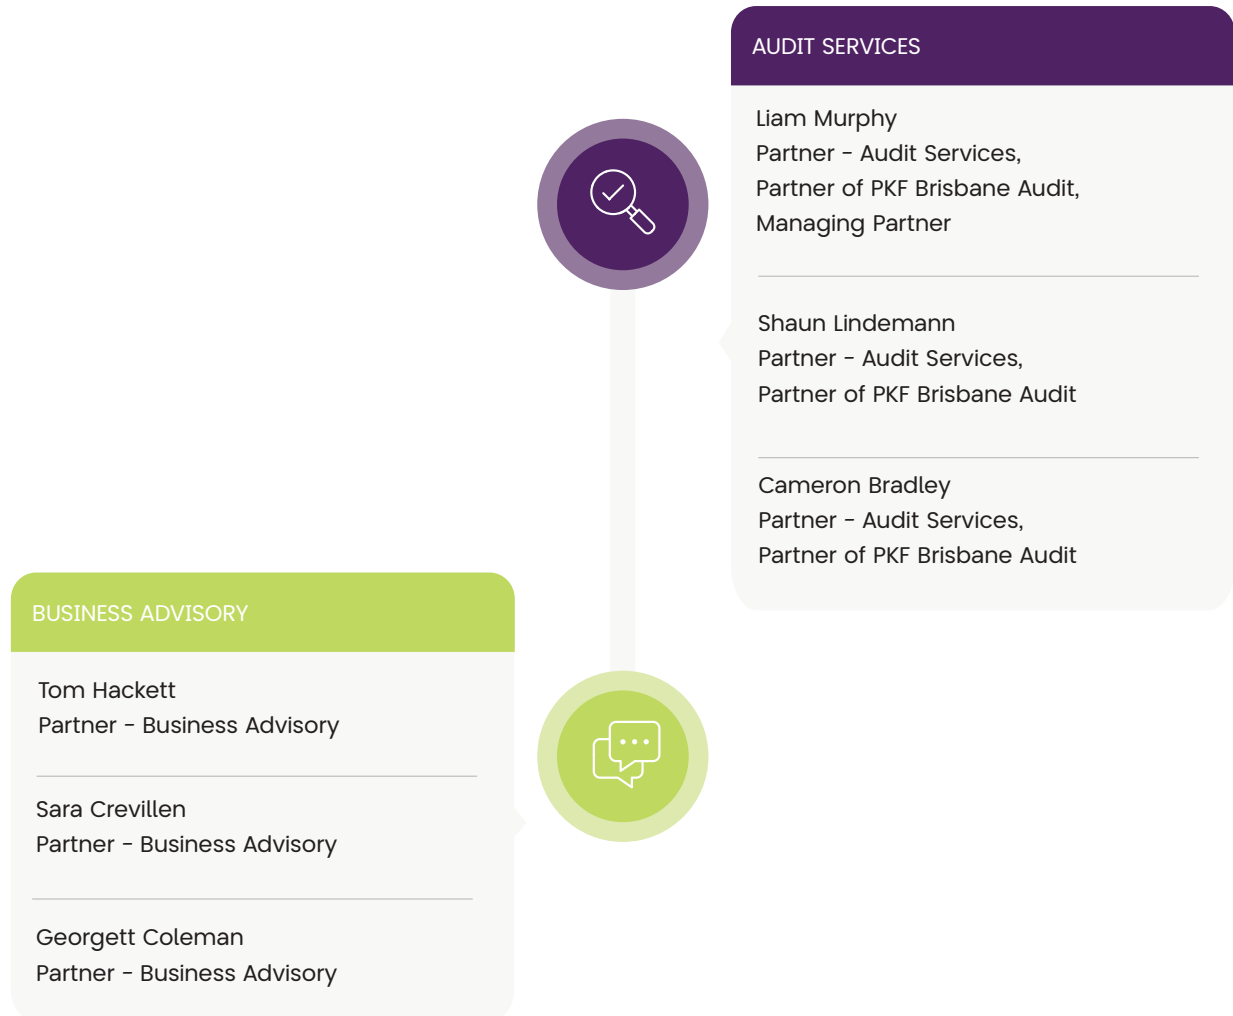 AUDIT SERVICES
Liam Murphy
Partner - Audit Services,
Partner of PKF Brisbane Audit,
Managing Partner
Shaun Lindemann
Partner - Audit Services,
Partner of PKF Brisbane Audit
Cameron Bradley
Partner - Audit Services,
Partner of PKF Brisbane Audit
BUSINESS ADVISORY
Tom Hackett
Partner - Business Advisory
Sara Crevillen
Partner - Business Advisory
Georgett Coleman
Partner - Business Advisory